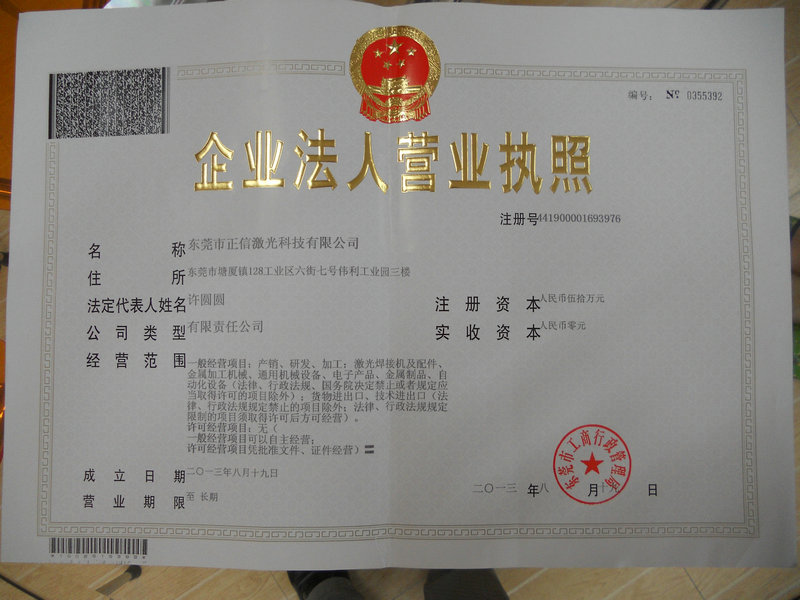 编号: №  0355392
企业法人营业执照
注册号 441900001693976
名称 东莞市正信激光科技有限公司
住所 东莞市塘厦镇128工业区六街七号伟利工业园三楼
法定代表人姓名 许圆圆
注册资本 人民币伍拾万元
公司类型 有限责任公司
实收资本 人民币零元
经营范围 一般经营项目：产销、研发、加工：激光焊接机及配件、
金属加工机械、通用机械设备、电子产品、金属制品、自
动化设备（法律、行政法规、国务院决定禁止或者规定应
当取得许可的项目除外）；货物进出口、技术进出口（法
律、行政法规规定禁止的项目除外；法律、行政法规规定
限制的项目须取得许可后方可经营）。
许可经营项目：无（
一般经营项目可以自主经营；
许可经营项目凭批准文件、证件经营）〓
成立日期 二〇一三年八月十九日
营业期限 至 长期
东莞市工商行政管理局
二〇一三 年 八 月 日